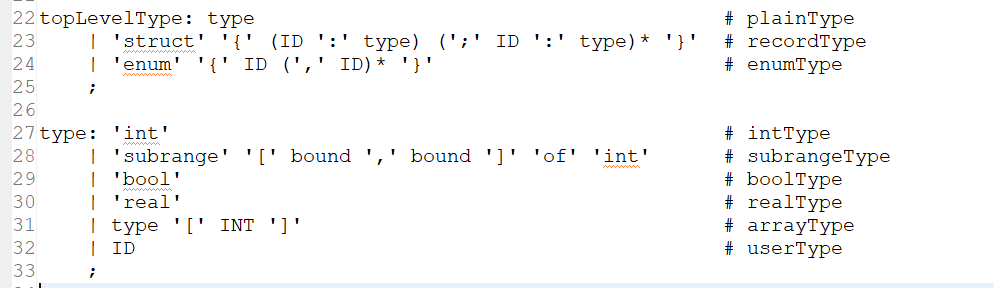 22 topLevelType: type # plainType
23 | 'struct' '{' (ID ':' type) (';' ID ':' type)* '}' # recordType
24 | 'enum' '{' ID (',' ID)* '}' # enumType
25 ;
26
27 type: 'int' # intType
28 | 'subrange' '[' bound ',' bound ']' 'of' 'int' # subrangeType
29 | 'bool' # boolType
30 | 'real' # realType
31 | type '[' INT ']' # arrayType
32 | ID # userType
33 ;